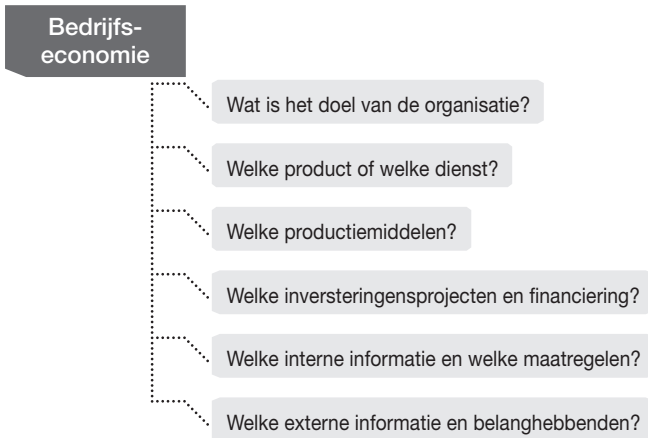 Bedrijfs-
economie
Wat is het doel van de organisatie?
Welke product of welke dienst?
Welke productiemiddelen?
Welke inversteringensprojecten en financiering?
Welke interne informatie en welke maatregelen?
Welke externe informatie en belanghebbenden?